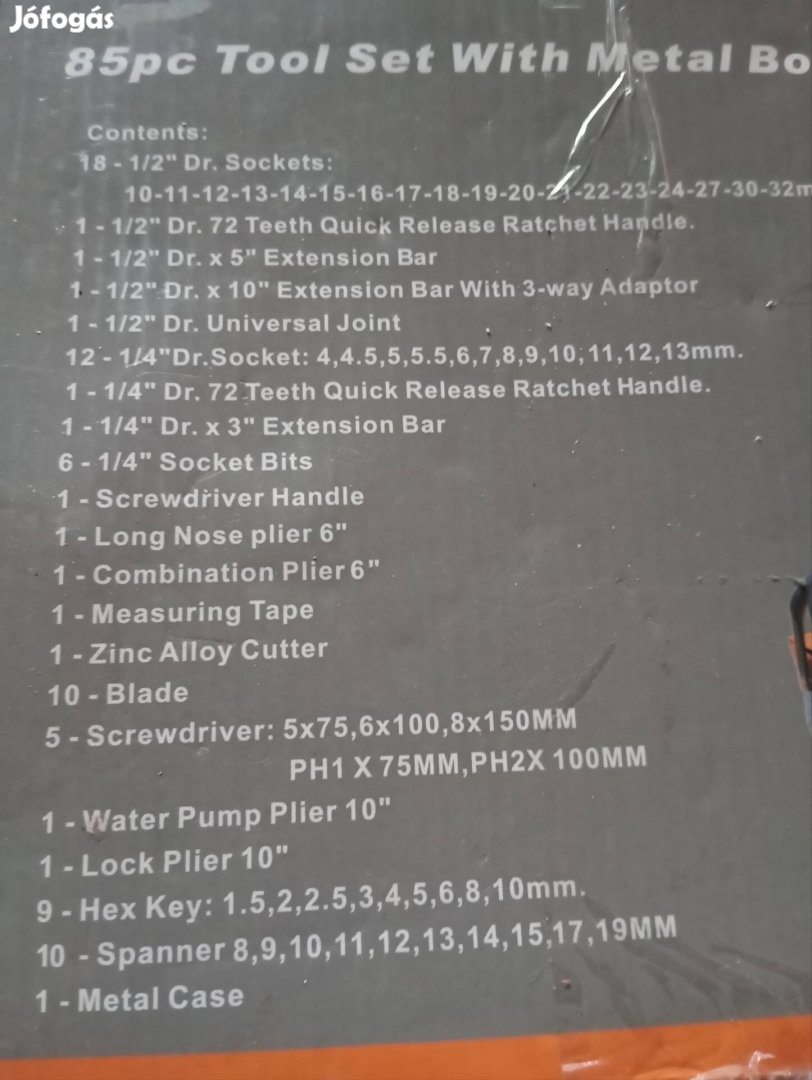 Jófogás
85pc Tool Set With Metal Bo
Contents:
18 - 1/2" Dr. Sockets:
10-11-12-13-14-15-16-17-18-19-20-21-22-23-24-27-30-32m
1 - 1/2" Dr. 72 Teeth Quick Release Ratchet Handle.
1 - 1/2" Dr. x 5" Extension Bar
1 - 1/2" Dr. x 10" Extension Bar With 3-way Adaptor
1 - 1/2" Dr. Universal Joint
12 - 1/4"Dr.Socket: 4,4.5,5,5.5,6,7,8,9,10,11,12,13mm.
1 - 1/4" Dr. 72 Teeth Quick Release Ratchet Handle.
1 - 1/4" Dr. x 3" Extension Bar
6 - 1/4" Socket Bits
1 - Screwdriver Handle
1 - Long Nose plier 6"
1 - Combination Plier 6"
1 - Measuring Tape
1 - Zinc Alloy Cutter
10 - Blade
5 - Screwdriver: 5x75,6x100,8x150MM
PH1 X 75MM,PH2X 100MM
1 - Water Pump Plier 10"
1 - Lock Plier 10"
9 - Hex Key: 1.5,2,2.5,3,4,5,6,8,10mm.
10 - Spanner 8,9,10,11,12,13,14,15,17,19MM
1 - Metal Case